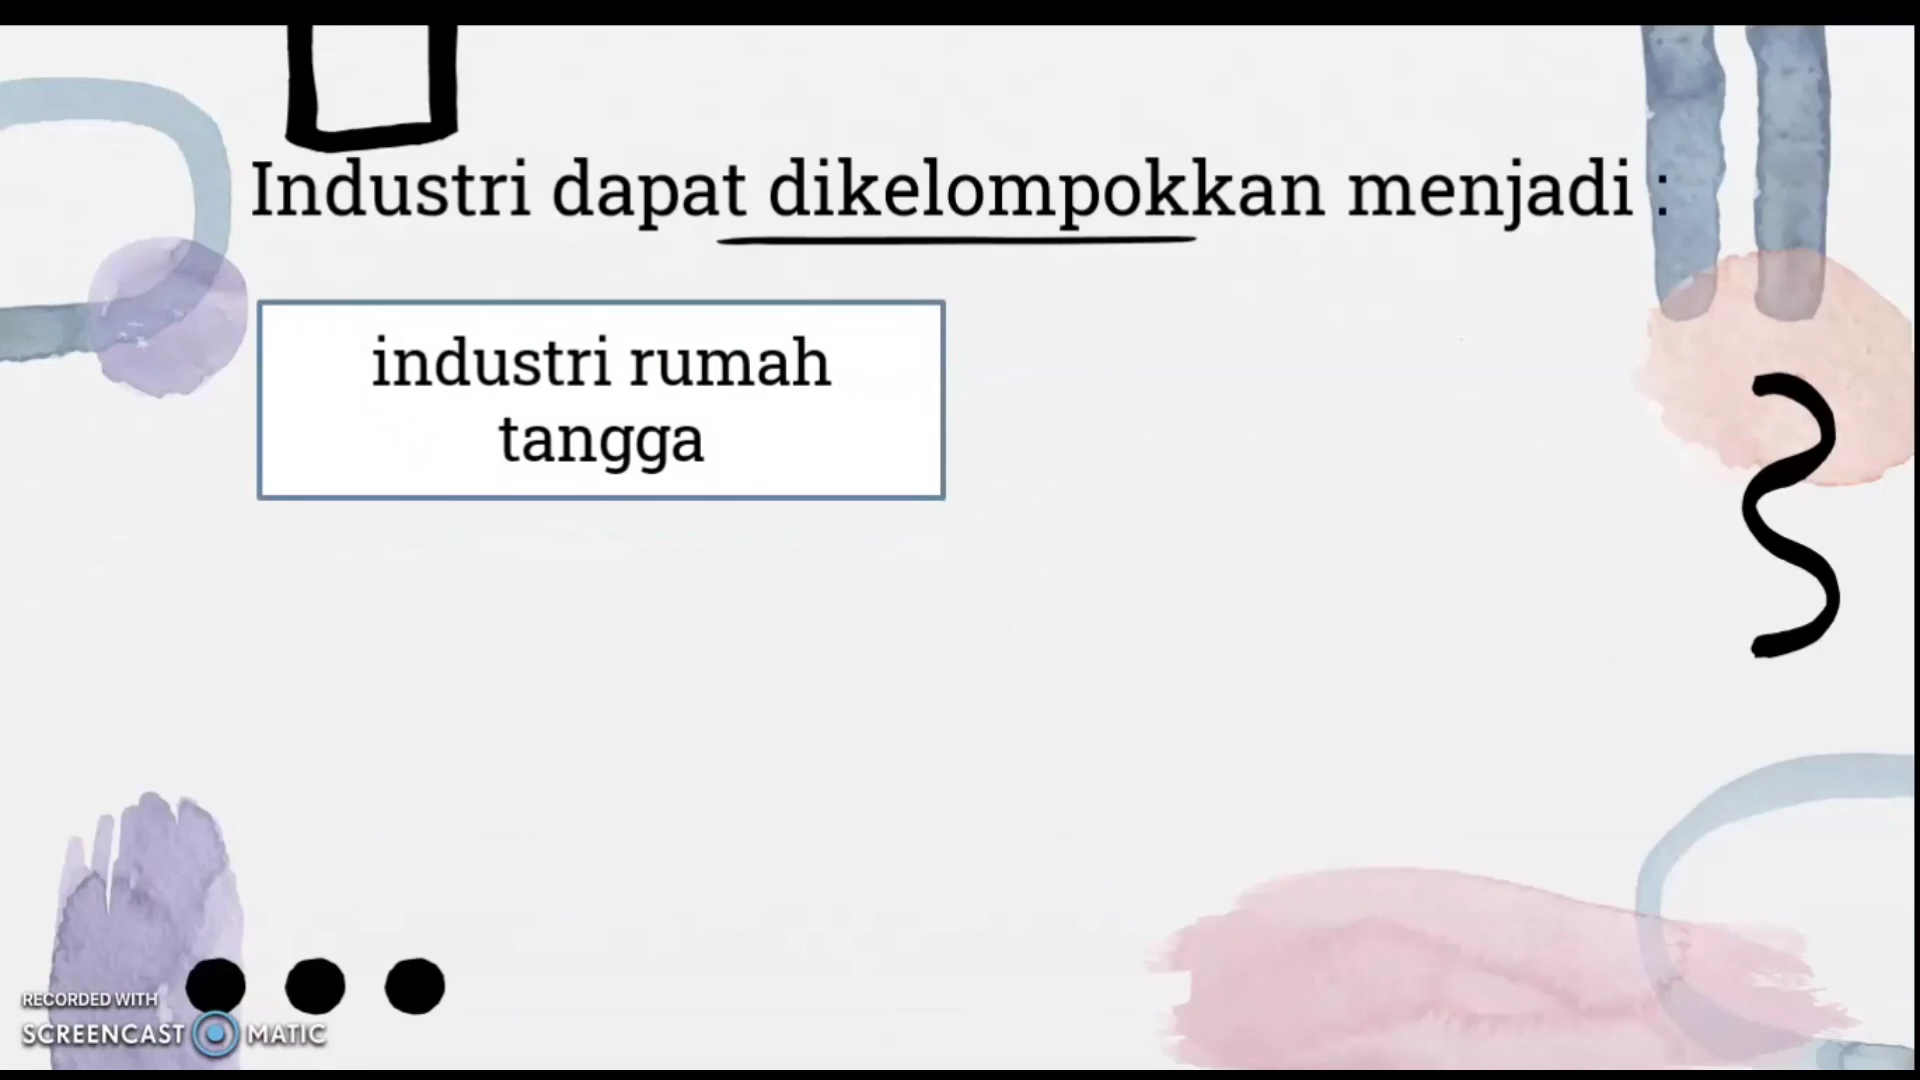 Industri dapat dikelompokkan menjadi :
industri rumah
tangga
RECORDED WITH
SCREENCAST MATIC